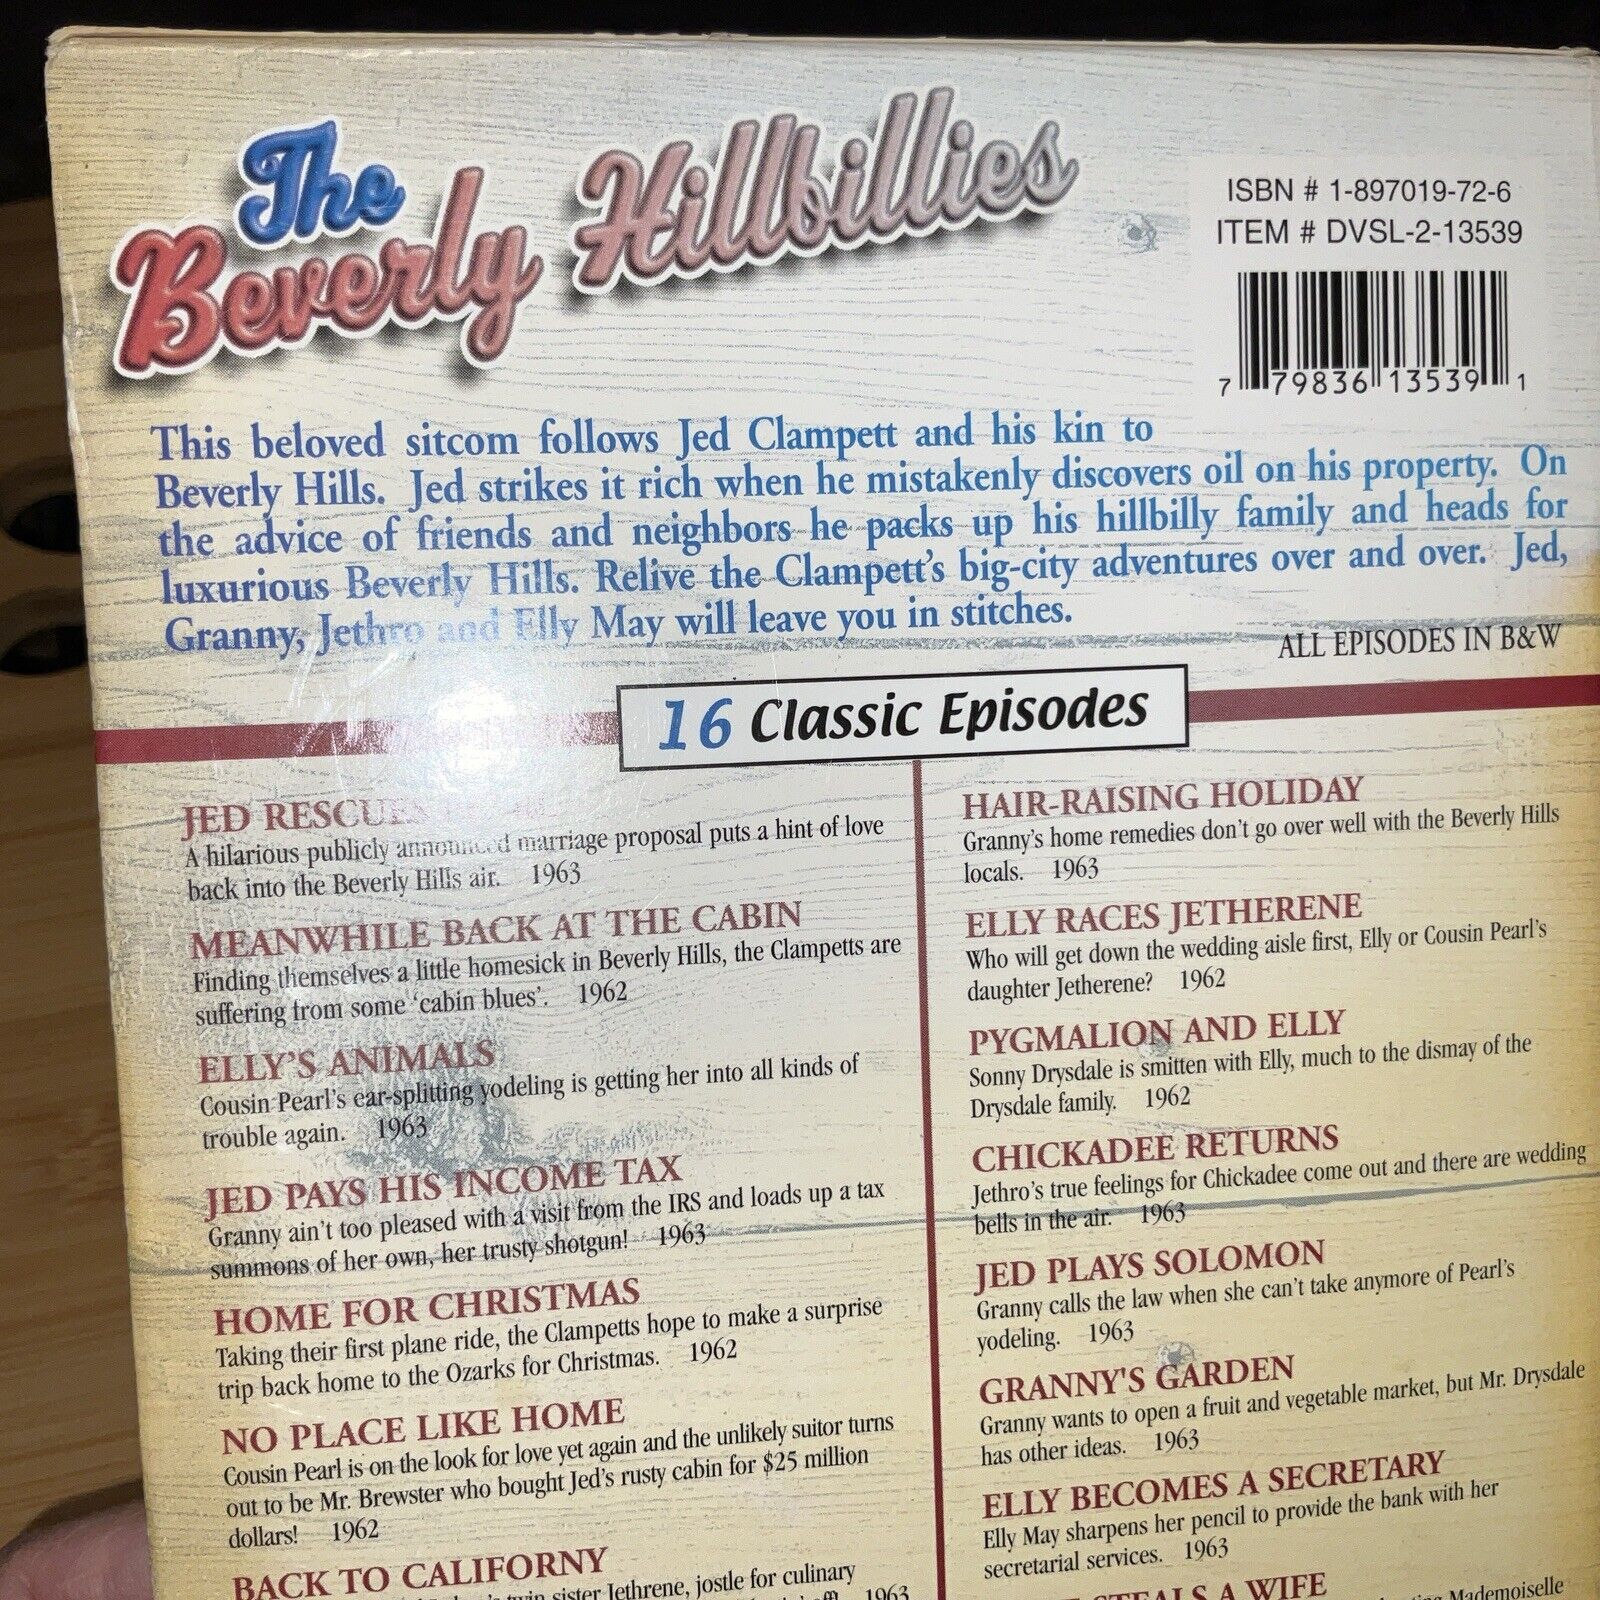 The
Beverly Hillbillies
ISBN # 1-897019-72-6
ITEM # DVSL-2-13539
7 79836 13539 1
This beloved sitcom follows Jed Clampett and his kin to
Beverly Hills. Jed strikes it rich when he mistakenly discovers oil on his property. On
the advice of friends and neighbors he packs up his hillbilly family and heads for
luxurious Beverly Hills. Relive the Clampett's big-city adventures over and over. Jed,
Granny, Jethro and Elly May will leave you in stitches.
ALL EPISODES IN B&W
16 Classic Episodes
JED RESCUES
A hilarious publicly announced marriage proposal puts a hint of love
back into the Beverly Hills air. 1963
MEANWHILE BACK AT THE CABIN
Finding themselves a little homesick in Beverly Hills, the Clampetts are
suffering from some 'cabin blues'. 1962
ELLY'S ANIMALS
Cousin Pearl's ear-splitting yodeling is getting her into all kinds of
trouble again. 1963
JED PAYS HIS INCOME TAX
Granny ain't too pleased with a visit from the IRS and loads up a tax
summons of her own, her trusty shotgun! 1963
HOME FOR CHRISTMAS
Taking their first plane ride, the Clampetts hope to make a surprise
trip back home to the Ozarks for Christmas. 1962
NO PLACE LIKE HOME
Cousin Pearl is on the look for love yet again and the unlikely suitor turns
out to be Mr. Brewster who bought Jed's rusty cabin for $25 million
dollars! 1962
BACK TO CALIFORNY
twin sister Jethrene, jostle for culinary
1963
HAIR-RAISING HOLIDAY
Granny's home remedies don't go over well with the Beverly Hills
locals. 1963
ELLY RACES JETHERENE
Who will get down the wedding aisle first, Elly or Cousin Pearl's
daughter Jetherene? 1962
PYGMALION AND ELLY
Sonny Drysdale is smitten with Elly, much to the dismay of the
Drysdale family. 1962
CHICKADEE RETURNS
Jethro's true feelings for Chickadee come out and there are wedding
bells in the air. 1963
JED PLAYS SOLOMON
Granny calls the law when she can't take anymore of Pearl's
yodeling. 1963
GRANNY'S GARDEN
Granny wants to open a fruit and vegetable market, but Mr. Drysdale
has other ideas. 1963
ELLY BECOMES A SECRETARY
Elly May sharpens her pencil to provide the bank with her
secretarial services. 1963
STEALS A WIFE
Mademoiselle